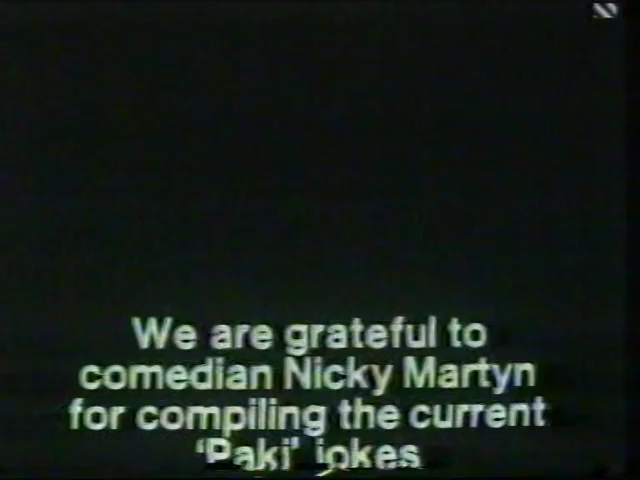 We are grateful to
comedian Nicky Martyn
for compiling the current
‘Paki’ jokes